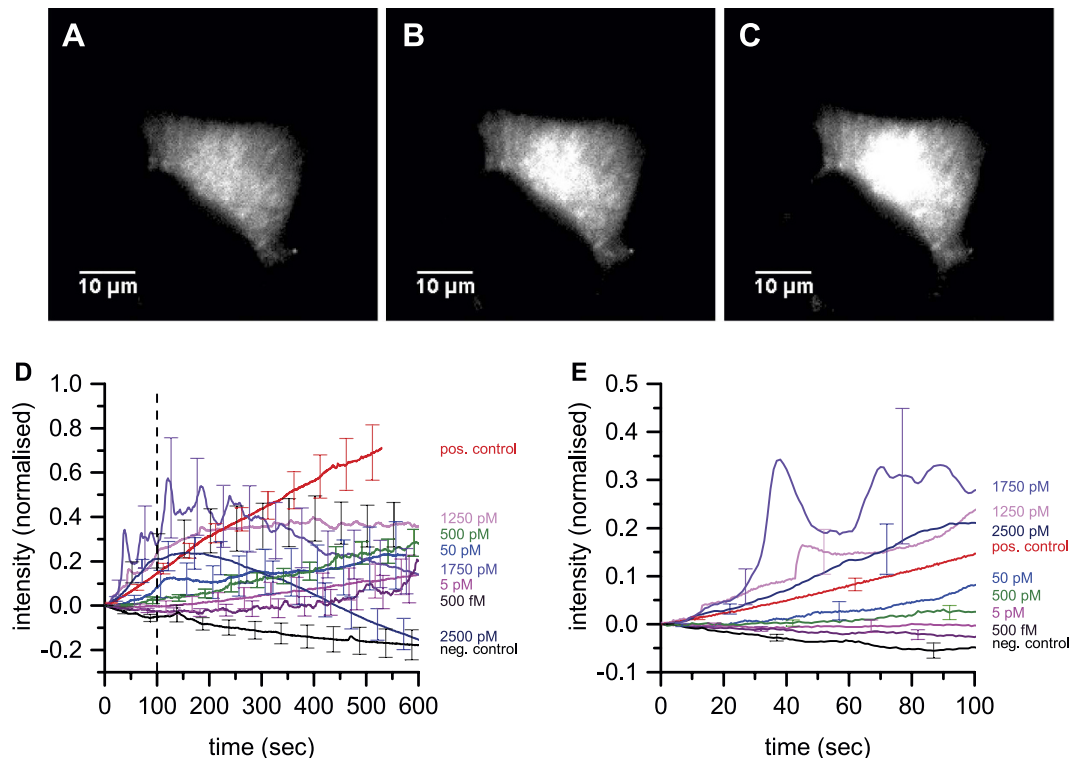 A
B
C
10 µm
10 µm
10 µm
D
intensity (normalised)
1.0
0.8
0.6
0.4
0.2
0.0
-0.2
0
100
200
300
400
500
600
time (sec)
pos. control
1250 pM
500 pM
50 pM
1750 pM
5 pM
500 fM
2500 pM
neg. control
E
intensity (normalised)
0.5
0.4
0.3
0.2
0.1
0.0
-0.1
0
20
40
60
80
100
time (sec)
1750 pM
1250 pM
2500 pM
pos. control
50 pM
500 pM
5 pM
500 fM
neg. control